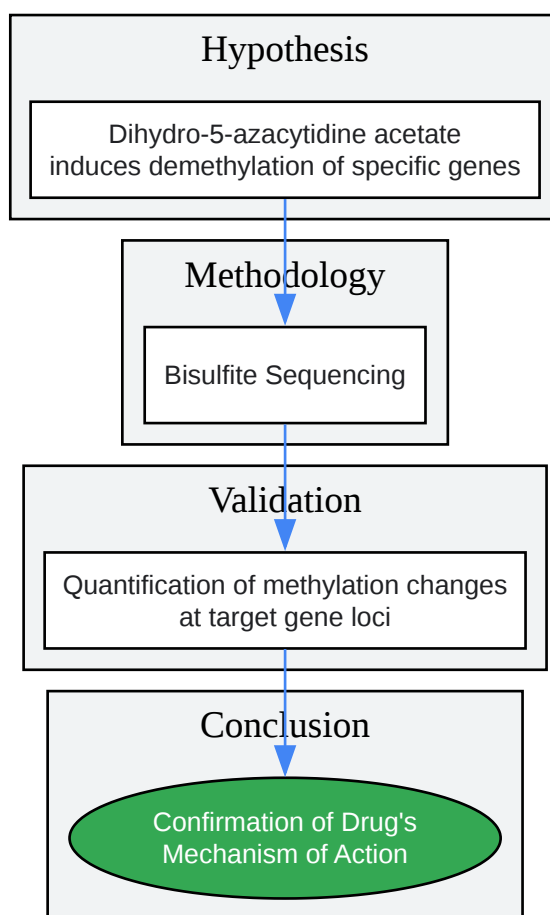 Hypothesis
Dihydro-5-azacytidine acetate
induces demethylation of specific genes
Methodology
Bisulfite Sequencing
Validation
Quantification of methylation changes
at target gene loci
Conclusion
Confirmation of Drug's
Mechanism of Action